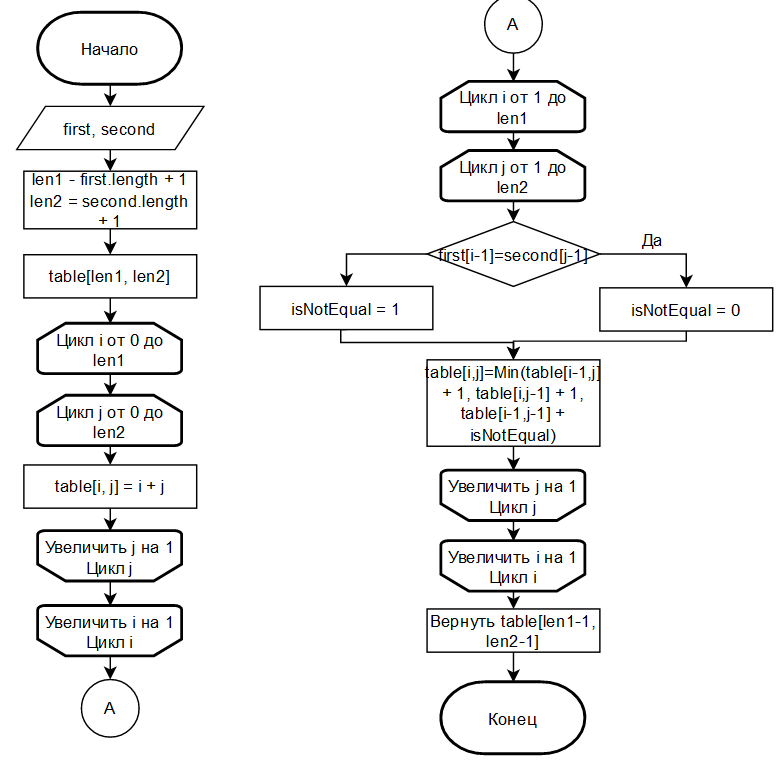 Начало
first, second
len1 - first.length + 1
len2 = second.length
+ 1
table[len1, len2]
Цикл i от 0 до
len1
Цикл j от 0 до
len2
table[i, j] = i + j
Увеличить j на 1
Цикл j
Увеличить i на 1
Цикл i
A
A
Цикл i от 1 до
len1
Цикл j от 1 до
len2
first[i-1]=second[j-1]
Да
isNotEqual = 1
isNotEqual = 0
table[i,j]=Min(table[i-1,j]
+ 1, table[i,j-1] + 1,
table[i-1,j-1] +
isNotEqual)
Увеличить j на 1
Цикл j
Увеличить i на 1
Цикл i
Вернуть table[len1-1,
len2-1]
Конец